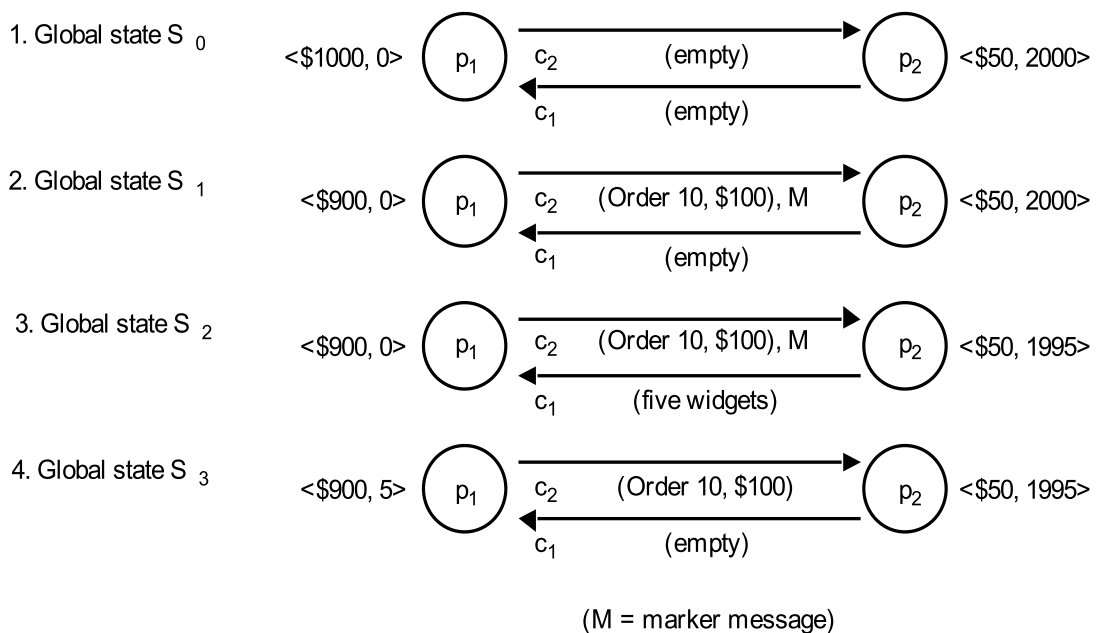 1. Global state S 0
<$1000, 0> p1 c2 (empty) p2 <$50, 2000>
c1 (empty)
2. Global state S 1
<$900, 0> p1 c2 (Order 10, $100), M p2 <$50, 2000>
c1 (empty)
3. Global state S 2
<$900, 0> p1 c2 (Order 10, $100), M p2 <$50, 1995>
c1 (five widgets)
4. Global state S 3
<$900, 5> p1 c2 (Order 10, $100) p2 <$50, 1995>
c1 (empty)
(M = marker message)